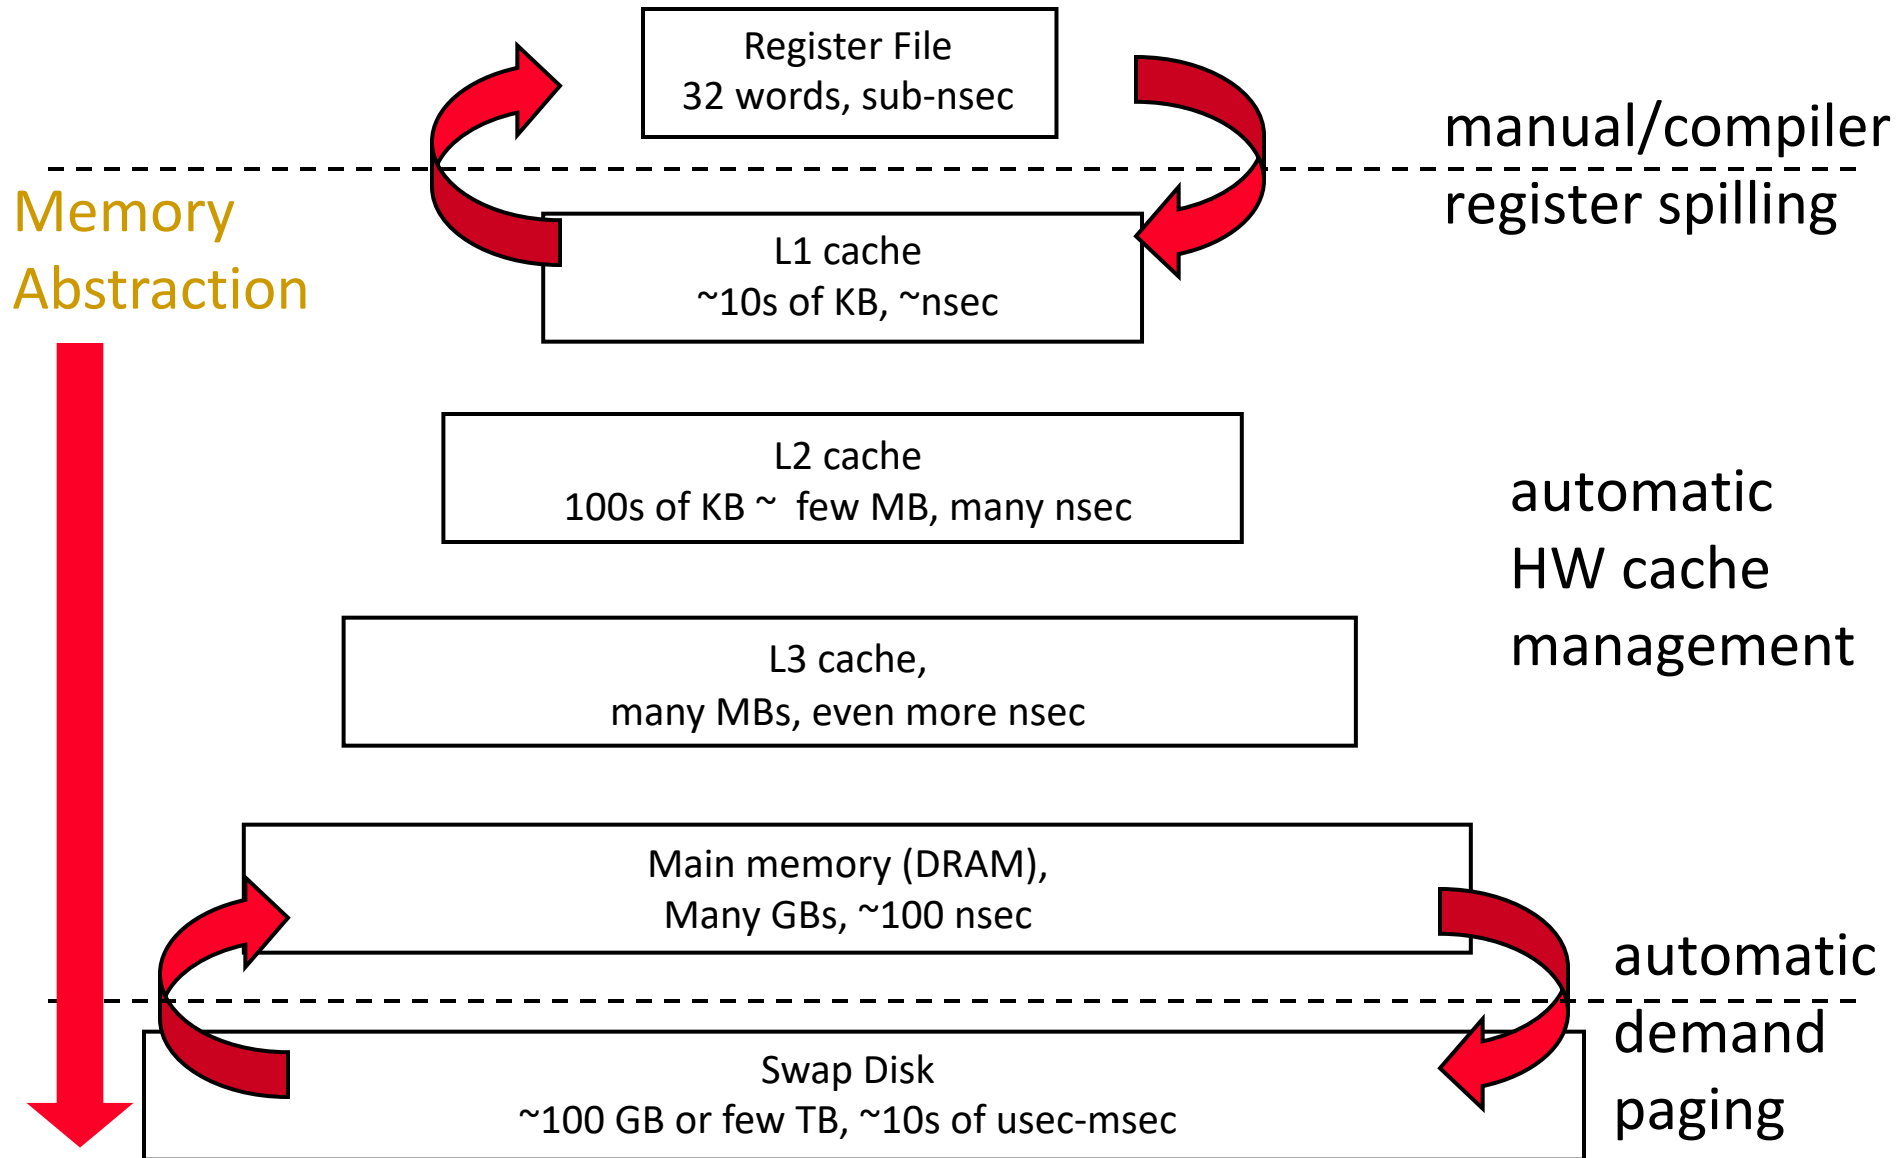 Register File
32 words, sub-nsec
manual/compiler
register spilling
Memory
Abstraction
L1 cache
~10s of KB, ~nsec
L2 cache
100s of KB ~ few MB, many nsec
automatic
HW cache
management
L3 cache,
many MBs, even more nsec
Main memory (DRAM),
Many GBs, ~100 nsec
automatic
demand
paging
Swap Disk
~100 GB or few TB, ~10s of usec-msec